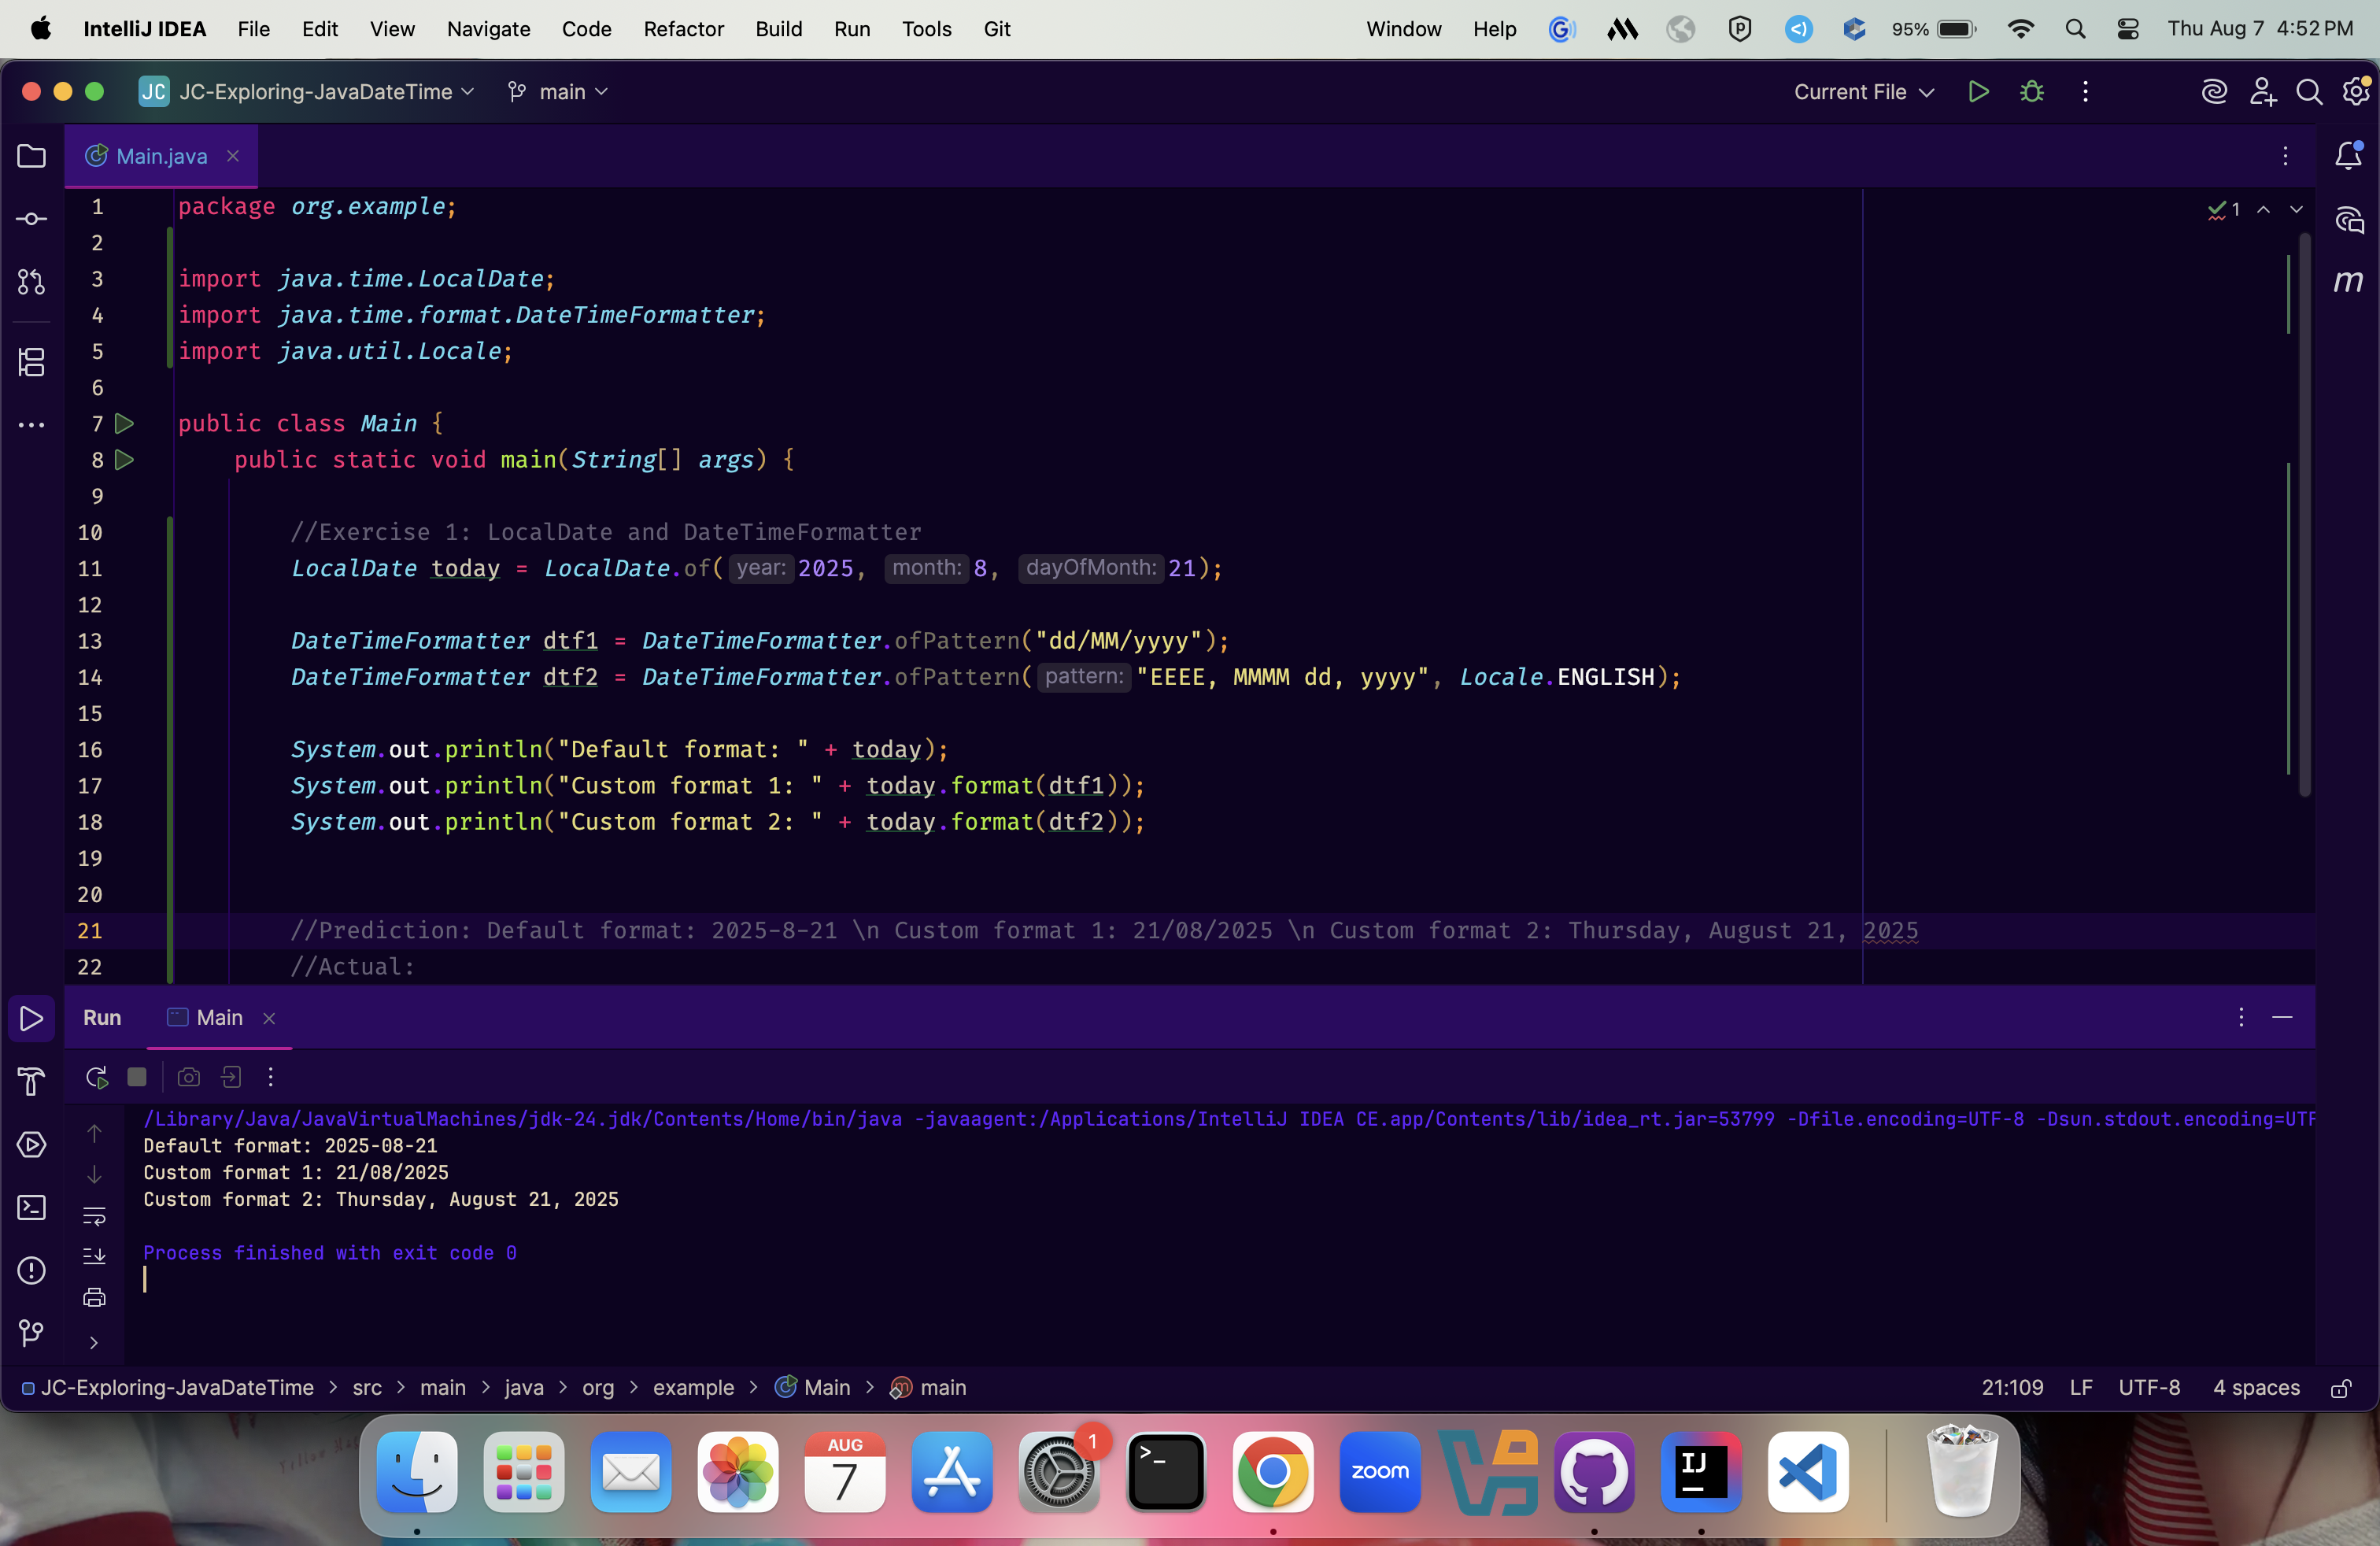 IntelliJ IDEA File Edit View Navigate Code Refactor Build Run Tools Git Window Help 95% Thu Aug 7 4:52 PM
JC JC-Exploring-JavaDateTime main Current File
Main.java
1 package org.example; 1
2
3 import java.time.LocalDate;
4 import java.time.format.DateTimeFormatter;
5 import java.util.Locale;
6
7 public class Main {
8 public static void main(String[] args) {
9
10 //Exercise 1: LocalDate and DateTimeFormatter
11 LocalDate today = LocalDate.of( year: 2025, month: 8, dayOfMonth: 21);
12
13 DateTimeFormatter dtf1 = DateTimeFormatter.ofPattern("dd/MM/yyyy");
14 DateTimeFormatter dtf2 = DateTimeFormatter.ofPattern( pattern: "EEEE, MMMM dd, yyyy", Locale.ENGLISH);
15
16 System.out.println("Default format: " + today);
17 System.out.println("Custom format 1: " + today.format(dtf1));
18 System.out.println("Custom format 2: " + today.format(dtf2));
19
20
21 //Prediction: Default format: 2025-8-21 \n Custom format 1: 21/08/2025 \n Custom format 2: Thursday, August 21, 2025
22 //Actual:
Run Main
/Library/Java/JavaVirtualMachines/jdk-24.jdk/Contents/Home/bin/java -javaagent:/Applications/IntelliJ IDEA CE.app/Contents/lib/idea_rt.jar=53799 -Dfile.encoding=UTF-8 -Dsun.stdout.encoding=UTF
Default format: 2025-08-21
Custom format 1: 21/08/2025
Custom format 2: Thursday, August 21, 2025
Process finished with exit code 0
JC-Exploring-JavaDateTime > src > main > java > org > example > Main > main 21:109 LF UTF-8 4 spaces
AUG
7
1
zoom
IJ